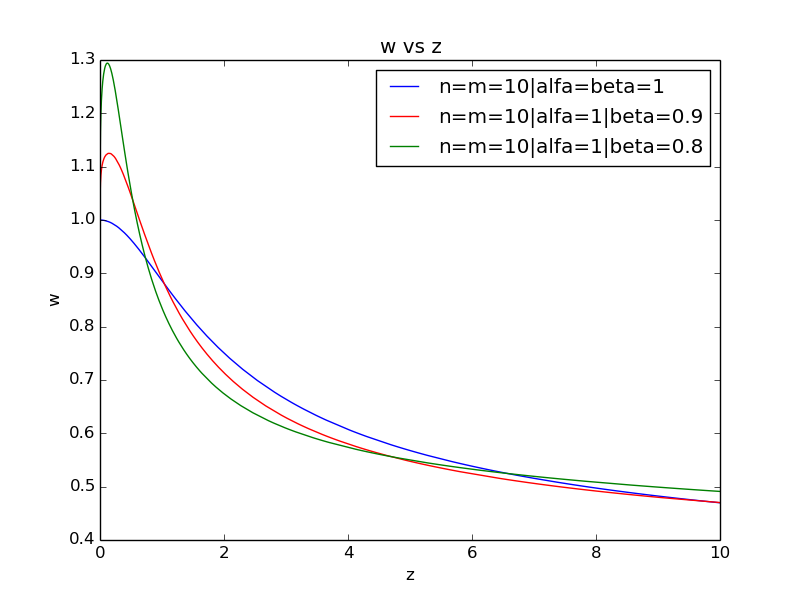 w vs z
1.3
1.2
1.1
1.0
0.9
0.8
0.7
0.6
0.5
0.4
w
n=m=10|alfa=beta=1
n=m=10|alfa=1|beta=0.9
n=m=10|alfa=1|beta=0.8
0 2 4 6 8 10
z